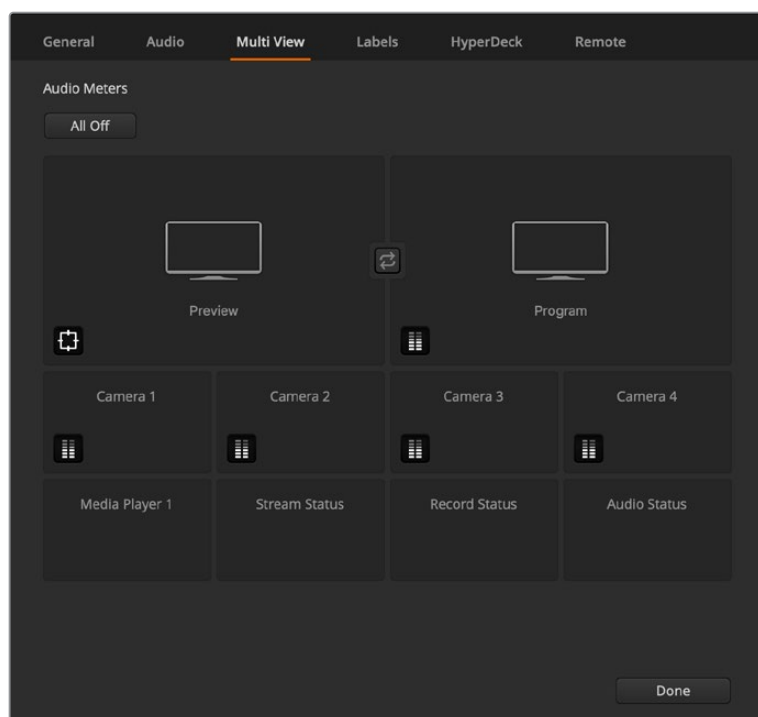 General Audio Multi View Labels HyperDeck Remote
Audio Meters
All Off
Preview Program
Camera 1 Camera 2 Camera 3 Camera 4
Media Player 1 Stream Status Record Status Audio Status
Done